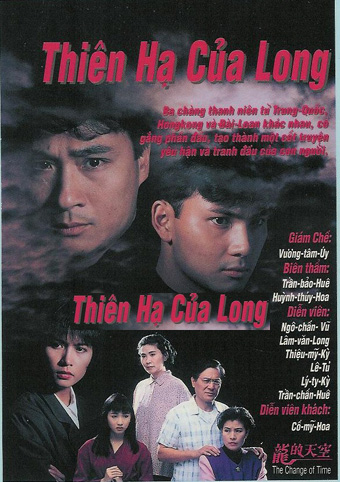 Thiên Hạ Của Long
Ba chàng thanh niên từ Trung-Quốc,
Hongkong và Đài-Loan khác nhau, cố
gắng phấn đấu, tạo thành một cốt truyện
yêu hận và tranh đấu của con người.
Giám Chế:
Vương-tâm-Úy
Biên thẩm:
Trần-bảo-Huê
Huỳnh-thúy-Hoa
Thiên Hạ Của Long
Diễn viên:
Ngô-chấn-Vũ
Lâm-văn-Long
Thiệu-mỹ-Kỳ
Lê-Tư
Lý-ty-Kỳ
Trần-chấn-Huê
Diễn viên khách:
Cổ-mỹ-Hoa
龍的天空
The Change of Time